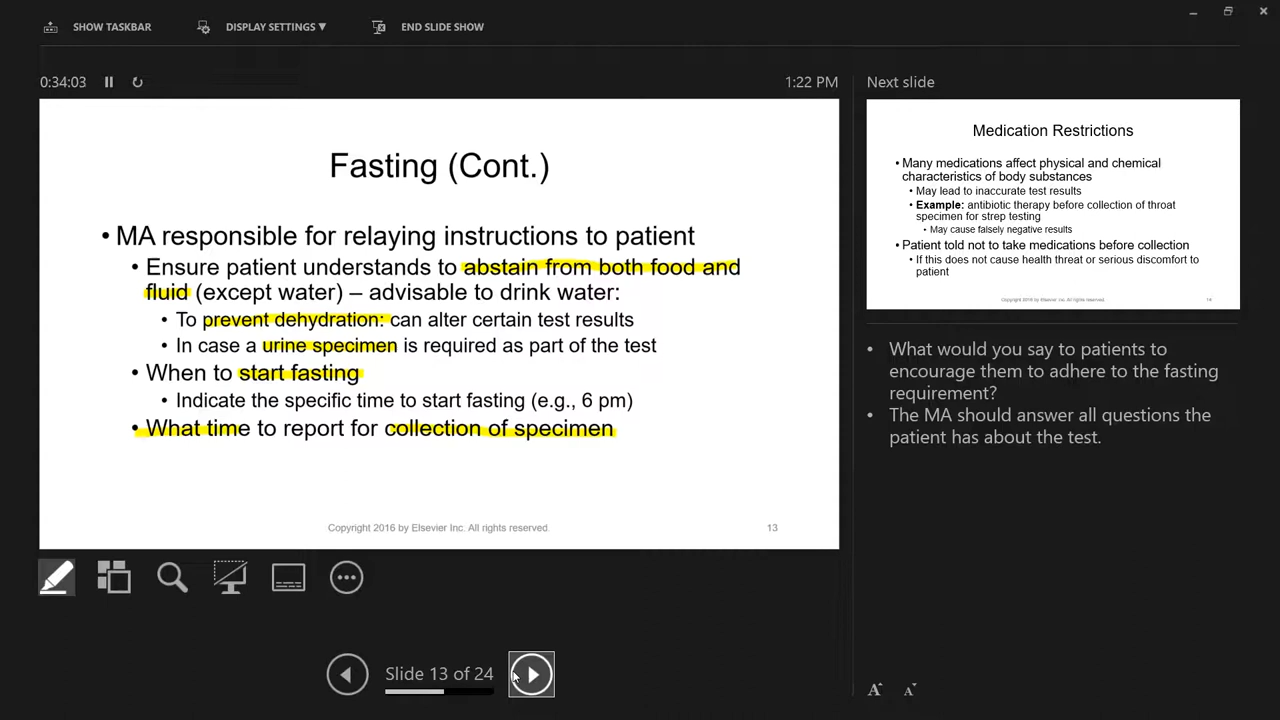 SHOW TASKBAR
DISPLAY SETTINGS ▼
END SLIDE SHOW
0:34:03
1:22 PM
Fasting (Cont.)
• MA responsible for relaying instructions to patient
• Ensure patient understands to abstain from both food and
fluid (except water) – advisable to drink water:
• To prevent dehydration: can alter certain test results
• In case a urine specimen is required as part of the test
• When to start fasting
• Indicate the specific time to start fasting (e.g., 6 pm)
• What time to report for collection of specimen
Copyright 2016 by Elsevier Inc. All rights reserved.
13
Slide 13 of 24
Next slide
Medication Restrictions
• Many medications affect physical and chemical
characteristics of body substances
• May lead to inaccurate test results
• Example: antibiotic therapy before collection of throat
specimen for strep testing
• May cause falsely negative results
• Patient told not to take medications before collection
• If this does not cause health threat or serious discomfort to
patient
Copyright 2016 by Elsevier Inc. All rights reserved.
14
• What would you say to patients to
encourage them to adhere to the fasting
requirement?
• The MA should answer all questions the
patient has about the test.
A A